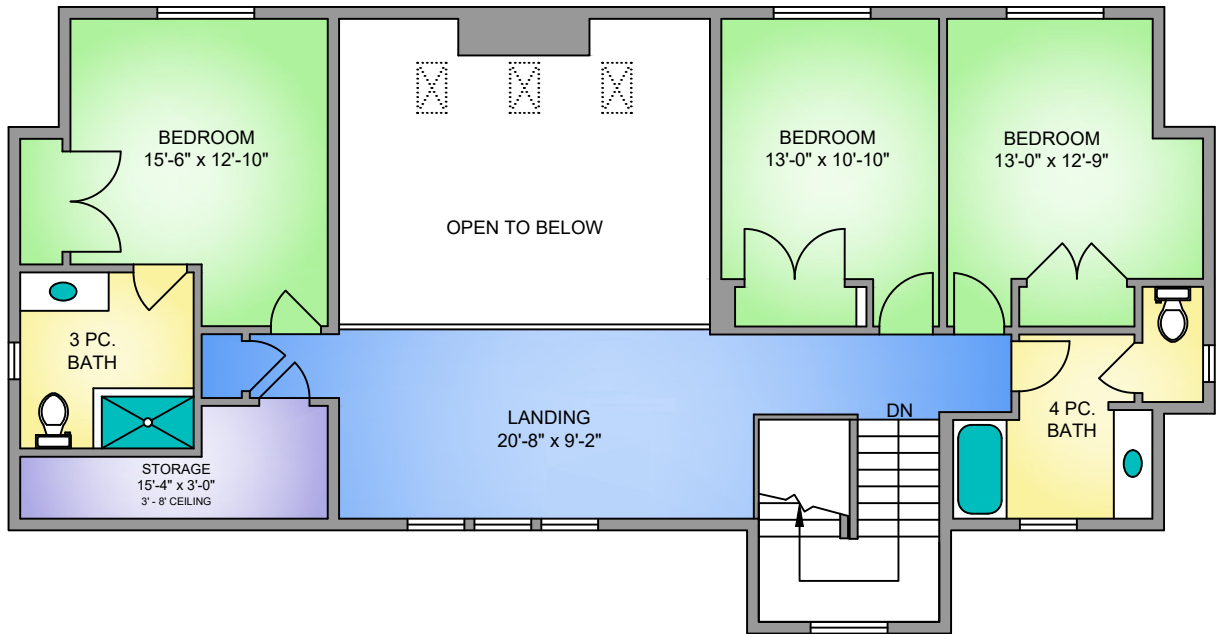 BEDROOM
15'-6" x 12'-10"
BEDROOM
13'-0" x 10'-10"
BEDROOM
13'-0" x 12'-9"
OPEN TO BELOW
3 PC.
BATH
LANDING
20'-8" x 9'-2"
DN
4 PC.
BATH
STORAGE
15'-4" x 3'-0"
3' - 8' CEILING